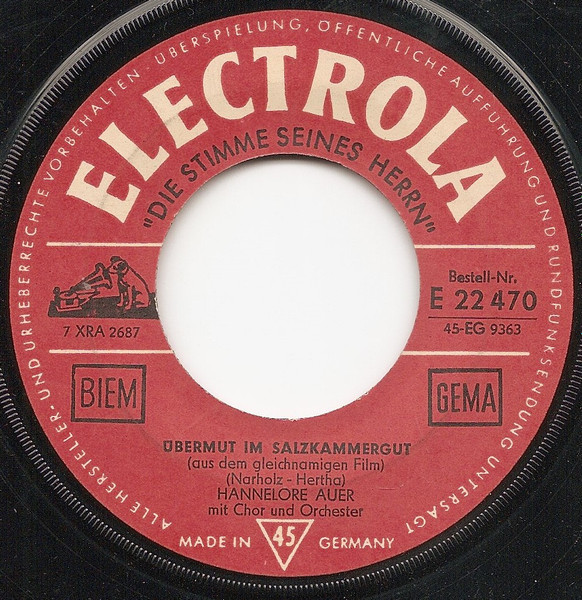 ALLE HERSTELLER- UND URHEBERRECHTE VORBEHALTEN · ÜBERSPIELUNG, ÖFFENTLICHE AUFFÜHRUNG UND RUNDFUNKSENDUNG UNTERSAGT
ELECTROLA
"DIE STIMME SEINES HERRN"
7 XRA 2687
Bestell-Nr.
E 22 470
45-EG 9363
BIEM
GEMA
ÜBERMUT IM SALZKAMMERGUT
(aus dem gleichnamigen Film)
(Narholz - Hertha)
HANNELORE AUER
mit Chor und Orchester
MADE IN 45 GERMANY